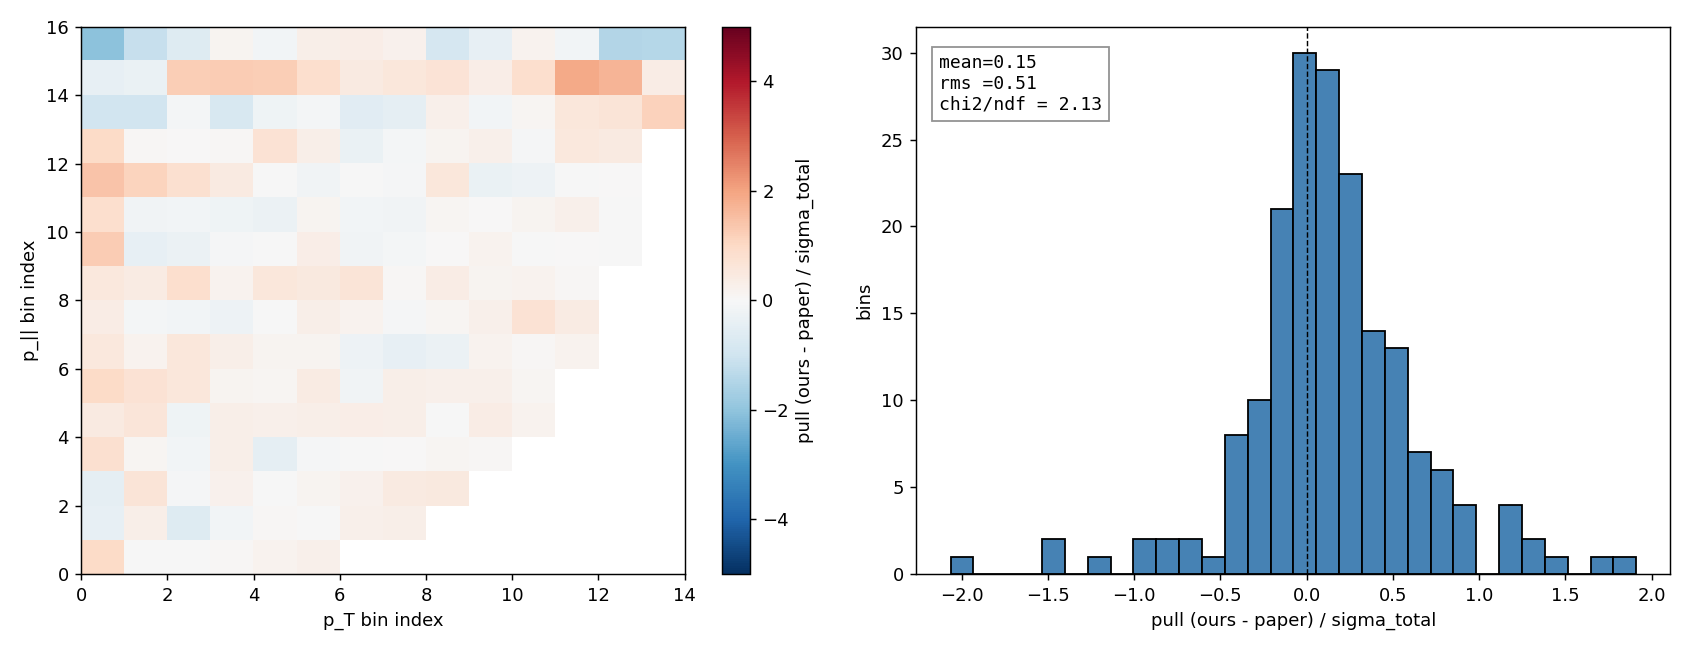 16
14
12
10
8
6
4
2
0
p_|| bin index
0 2 4 6 8 10 12 14
p_T bin index
4
2
0
−2
−4
pull (ours - paper) / sigma_total
mean=0.15
rms =0.51
chi2/ndf = 2.13
30
25
20
15
10
5
0
bins
−2.0 −1.5 −1.0 −0.5 0.0 0.5 1.0 1.5 2.0
pull (ours - paper) / sigma_total